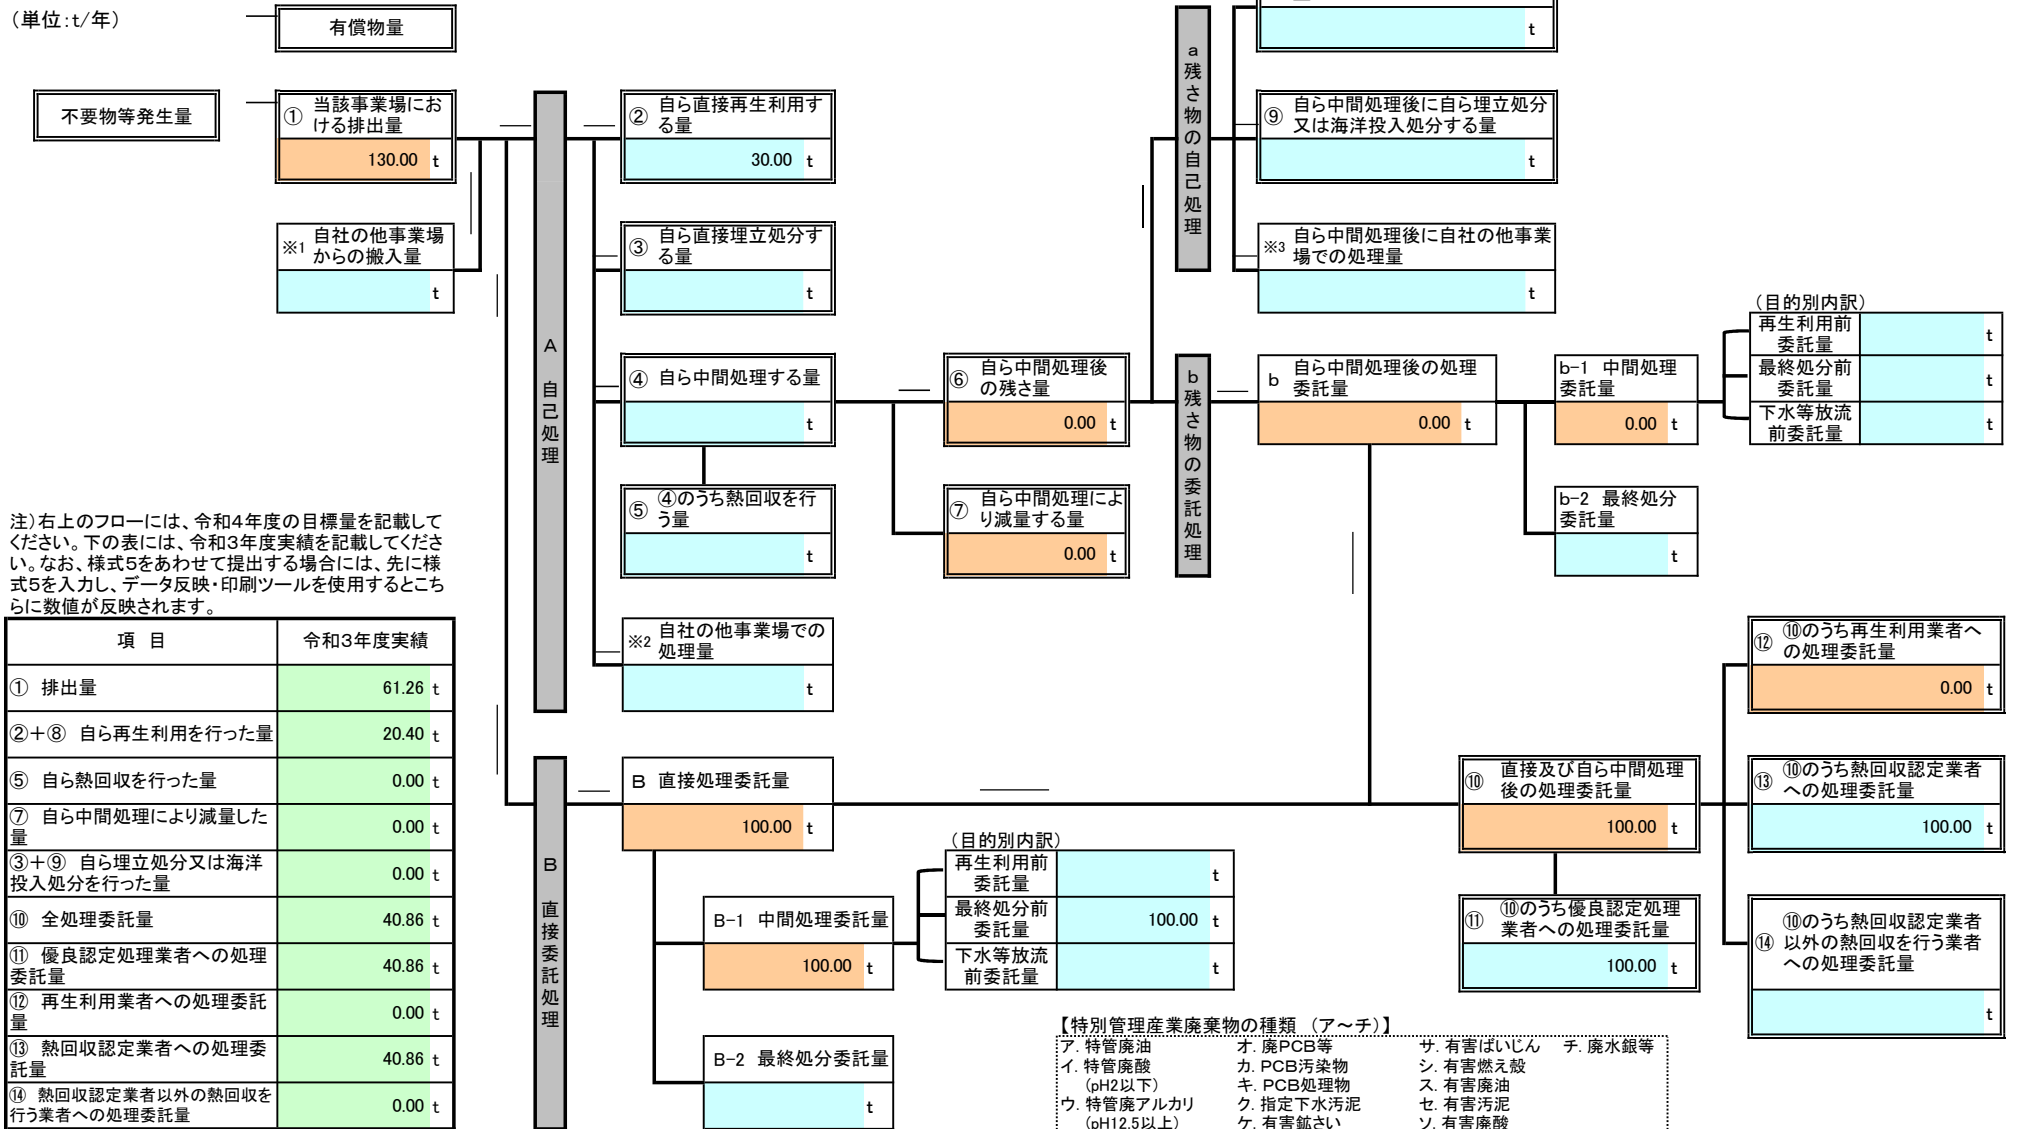 (単位:t/年)
有償物量
t
不要物等発生量
① 当該事業場にお
ける排出量
130.00 t
※1 自社の他事業場
からの搬入量
t
A 自己処理
② 自ら直接再生利用す
る量
30.00 t
③ 自ら直接埋立処分す
る量
t
④ 自ら中間処理する量
t
⑤ ④のうち熱回収を行
う量
t
※2 自社の他事業場での
処理量
t
⑥ 自ら中間処理後
の残さ量
0.00 t
⑦ 自ら中間処理によ
り減量する量
0.00 t
a 残さ物の自己処理
⑨ 自ら中間処理後に自ら埋立処分
又は海洋投入処分する量
t
※3 自ら中間処理後に自社の他事業
場での処理量
t
b 残さ物の委託処理
b 自ら中間処理後の処理
委託量
0.00 t
b-1 中間処理
委託量
0.00 t
b-2 最終処分
委託量
t
(目的別内訳)
再生利用前
委託量
t
最終処分前
委託量
t
下水等放流
前委託量
t
注)右上のフローには、令和4年度の目標量を記載して
ください。下の表には、令和3年度実績を記載してくださ
い。なお、様式5をあわせて提出する場合には、先に様
式5を入力し、データ反映・印刷ツールを使用するとこち
らに数値が反映されます。
項 目 令和3年度実績
① 排出量 61.26 t
②+⑧ 自ら再生利用を行った量 20.40 t
⑤ 自ら熱回収を行った量 0.00 t
⑦ 自ら中間処理により減量した
量 0.00 t
③+⑨ 自ら埋立処分又は海洋
投入処分を行った量 0.00 t
⑩ 全処理委託量 40.86 t
⑪ 優良認定処理業者への処理
委託量 40.86 t
⑫ 再生利用業者への処理委託
量 0.00 t
⑬ 熱回収認定業者への処理委
託量 40.86 t
⑭ 熱回収認定業者以外の熱回収を
行う業者への処理委託量 0.00 t
B 直接委託処理
B 直接処理委託量
100.00 t
B-1 中間処理委託量
100.00 t
B-2 最終処分委託量
t
(目的別内訳)
再生利用前
委託量
t
最終処分前
委託量
100.00 t
下水等放流
前委託量
t
⑩ 直接及び自ら中間処理
後の処理委託量
100.00 t
⑪ ⑩のうち優良認定処理
業者への処理委託量
100.00 t
⑫ ⑩のうち再生利用業者へ
の処理委託量
0.00 t
⑬ ⑩のうち熱回収認定業者
への処理委託量
100.00 t
⑭ ⑩のうち熱回収認定業者
以外の熱回収を行う業者
への処理委託量
t
【特別管理産業廃棄物の種類 (ア~チ)】
ア. 特管廃油 オ. 廃PCB等 サ. 有害ばいじん チ. 廃水銀等
イ. 特管廃酸 カ. PCB汚染物 シ. 有害燃え殻
(pH2以下) キ. PCB処理物 ス. 有害廃油
ウ. 特管廃アルカリ ク. 指定下水汚泥 セ. 有害汚泥
(pH12.5以上) ケ. 有害鉱さい ソ. 有害廃酸